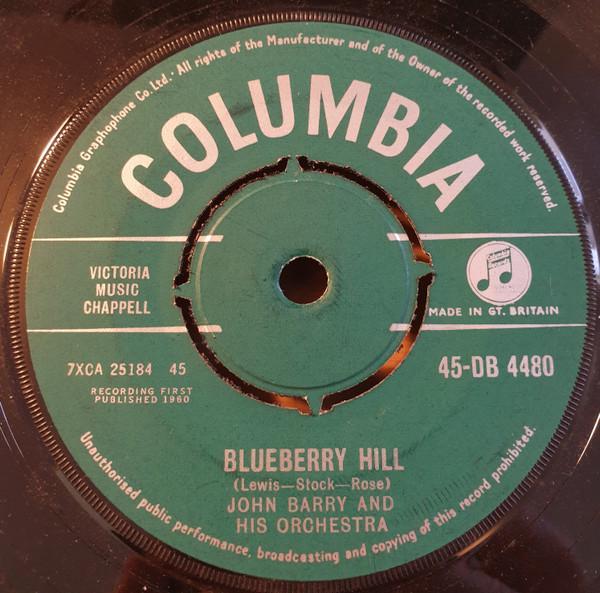 Columbia Graphophone Co.Ltd. · All rights of the Manufacturer and of the Owner of the recorded work reserved.
COLUMBIA
VICTORIA
MUSIC
CHAPPELL
Columbia
Records
MADE IN GT. BRITAIN
7XCA 25184 45
45-DB 4480
RECORDING FIRST
PUBLISHED 1960
BLUEBERRY HILL
(Lewis—Stock—Rose)
JOHN BARRY AND
HIS ORCHESTRA
Unauthorised public performance, broadcasting and copying of this record prohibited.